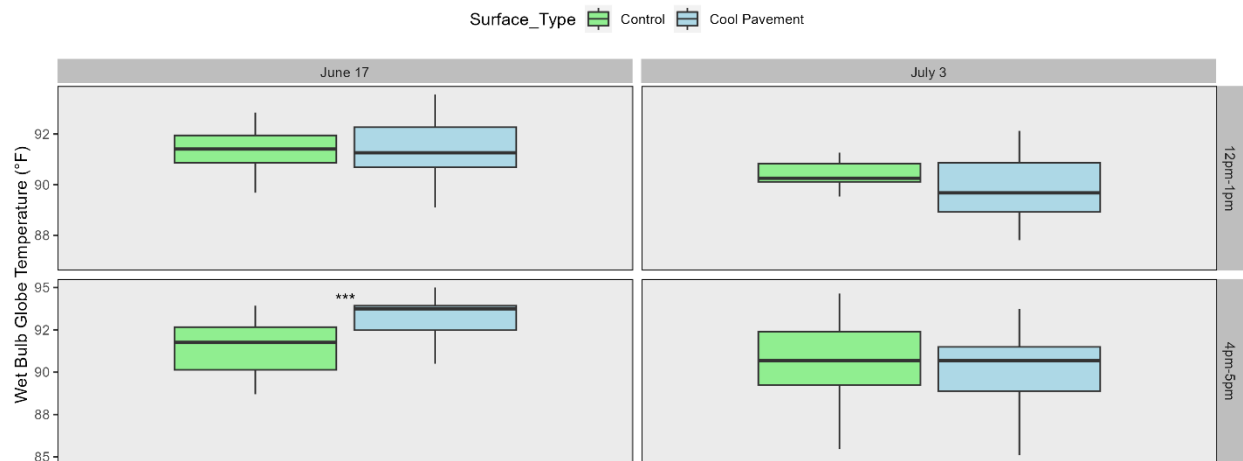 Surface_Type Control Cool Pavement
June 17 July 3
Wet Bulb Globe Temperature (°F)
92
90
88
12pm-1pm
***
95
92
90
88
85
4pm-5pm